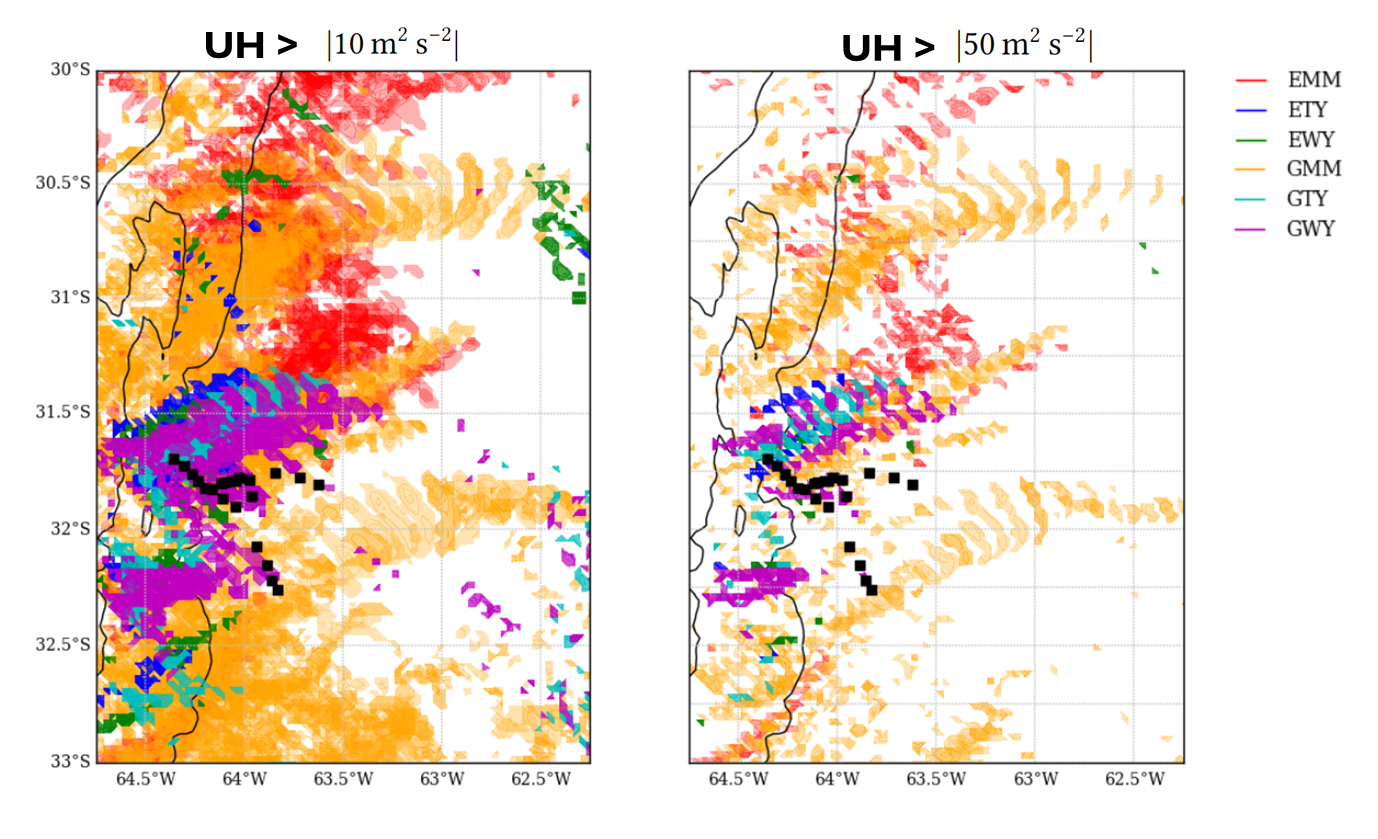 UH > |10 m² s⁻²|
UH > |50 m² s⁻²|
30°S
30.5°S
31°S
31.5°S
32°S
32.5°S
33°S
64.5°W 64°W 63.5°W 63°W 62.5°W
64.5°W 64°W 63.5°W 63°W 62.5°W
EMM
ETY
EWY
GMM
GTY
GWY